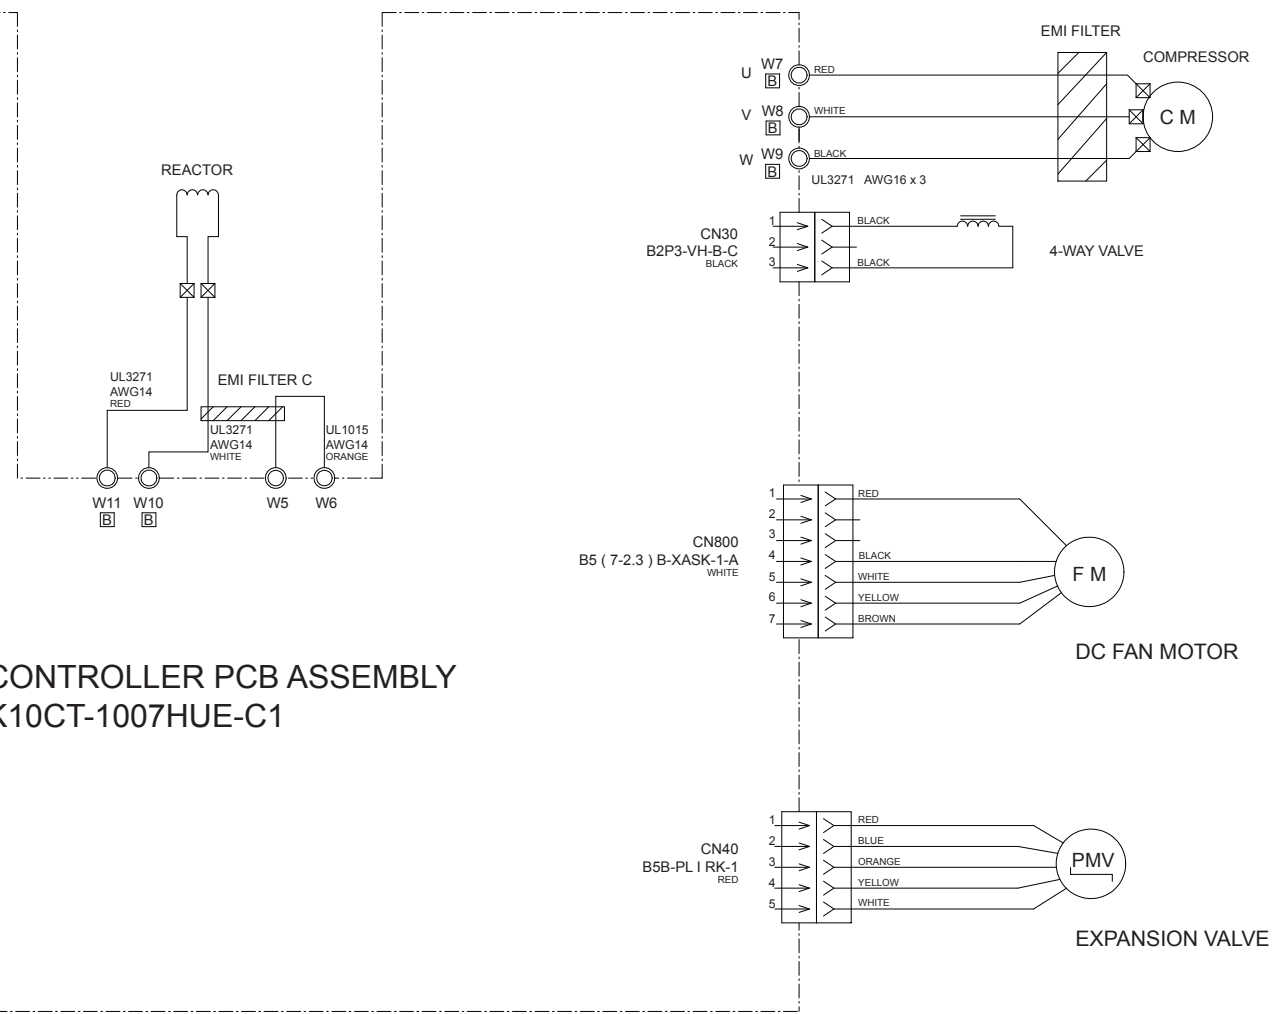 EMI FILTER
COMPRESSOR
U W7 RED
B
V W8 WHITE
B
C M
W W9 BLACK
B
UL3271 AWG16 x 3
REACTOR
CN30
B2P3-VH-B-C
BLACK
1 BLACK
2
3 BLACK
4-WAY VALVE
UL3271
AWG14
RED
EMI FILTER C
UL3271
AWG14
WHITE
UL1015
AWG14
ORANGE
W11 W10 W5 W6
B B
CN800
B5 ( 7-2.3 ) B-XASK-1-A
WHITE
1 RED
2
3
4 BLACK
5 WHITE
6 YELLOW
7 BROWN
F M
DC FAN MOTOR
CONTROLLER PCB ASSEMBLY
K10CT-1007HUE-C1
CN40
B5B-PL I RK-1
RED
1 RED
2 BLUE
3 ORANGE
4 YELLOW
5 WHITE
PMV
EXPANSION VALVE